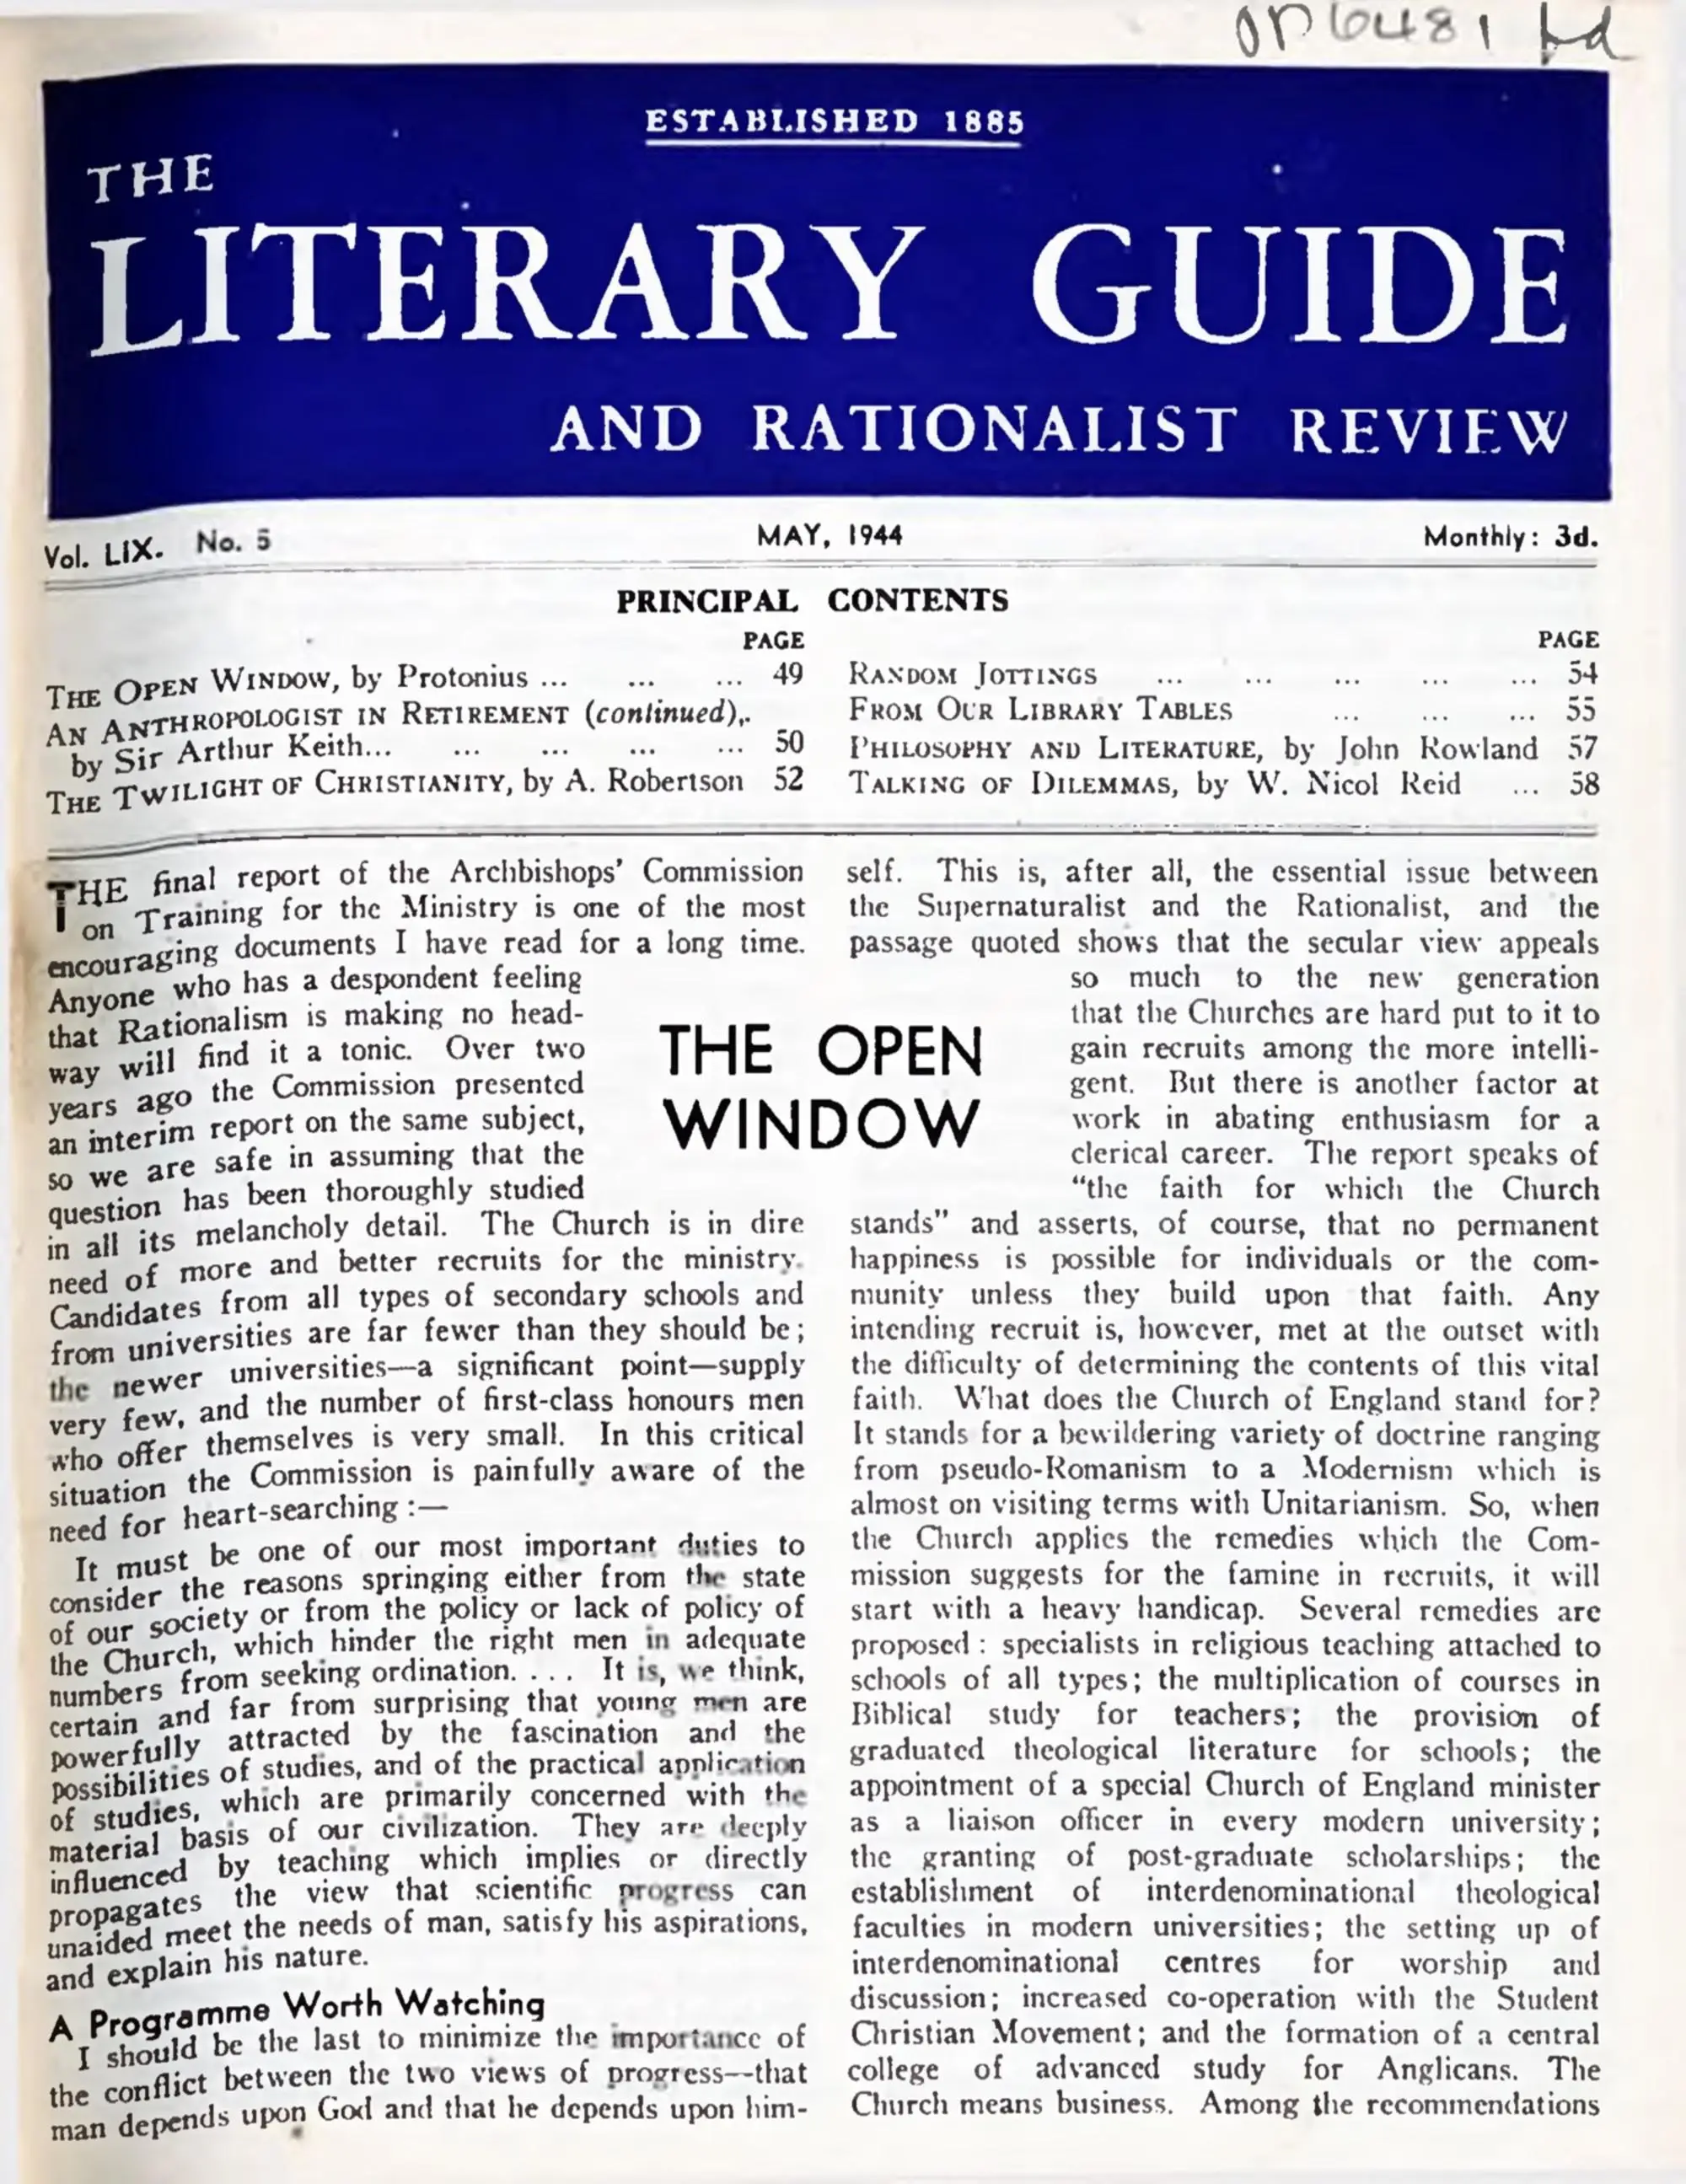 OP6481
ESTABLISHED 1885
THE
LITERARY GUIDE
AND RATIONALIST REVIEW
Vol. LIX. No. 5 MAY, 1944 Monthly: 3d.
PRINCIPAL CONTENTS
PAGE
THE OPEN WINDOW, by Protonius ... ... ... 49
AN ANTHROPOLOGIST IN RETIREMENT (continued),
by Sir Arthur Keith... ... ... ... ... 50
THE TWILIGHT OF CHRISTIANITY, by A. Robertson 52
PAGE
RANDOM JOTTINGS ... ... ... ... ... 54
FROM OUR LIBRARY TABLES ... ... ... 55
PHILOSOPHY AND LITERATURE, by John Rowland 57
TALKING OF DILEMMAS, by W. Nicol Reid ... 58
THE OPEN
WINDOW
THE final report of the Archbishops' Commission
on Training for the Ministry is one of the most
encouraging documents I have read for a long time.
Anyone who has a despondent feeling
that Rationalism is making no head-
way will find it a tonic. Over two
years ago the Commission presented
an interim report on the same subject,
so we are safe in assuming that the
question has been thoroughly studied
in all its melancholy detail. The Church is in dire
need of more and better recruits for the ministry.
Candidates from all types of secondary schools and
from universities are far fewer than they should be;
the newer universities—a significant point—supply
very few, and the number of first-class honours men
who offer themselves is very small. In this critical
situation the Commission is painfully aware of the
need for heart-searching :—
It must be one of our most important duties to
consider the reasons springing either from the state
of our society or from the policy or lack of policy of
the Church, which hinder the right men in adequate
numbers from seeking ordination. . . . It is, we think,
certain and far from surprising that young men are
powerfully attracted by the fascination and the
possibilities of studies, and of the practical application
of studies, which are primarily concerned with the
material basis of our civilization. They are deeply
influenced by teaching which implies or directly
propagates the view that scientific progress can
unaided meet the needs of man, satisfy his aspirations,
and explain his nature.
A Programme Worth Watching
I should be the last to minimize the importance of
the conflict between the two views of progress—that
man depends upon God and that he depends upon him-
self. This is, after all, the essential issue between
the Supernaturalist and the Rationalist, and the
passage quoted shows that the secular view appeals
so much to the new generation
that the Churches are hard put to it to
gain recruits among the more intelli-
gent. But there is another factor at
work in abating enthusiasm for a
clerical career. The report speaks of
"the faith for which the Church
stands" and asserts, of course, that no permanent
happiness is possible for individuals or the com-
munity unless they build upon that faith. Any
intending recruit is, however, met at the outset with
the difficulty of determining the contents of this vital
faith. What does the Church of England stand for?
It stands for a bewildering variety of doctrine ranging
from pseudo-Romanism to a Modernism which is
almost on visiting terms with Unitarianism. So, when
the Church applies the remedies which the Com-
mission suggests for the famine in recruits, it will
start with a heavy handicap. Several remedies are
proposed : specialists in religious teaching attached to
schools of all types; the multiplication of courses in
Biblical study for teachers; the provision of
graduated theological literature for schools; the
appointment of a special Church of England minister
as a liaison officer in every modern university;
the granting of post-graduate scholarships; the
establishment of interdenominational theological
faculties in modern universities; the setting up of
interdenominational centres for worship and
discussion; increased co-operation with the Student
Christian Movement; and the formation of a central
college of advanced study for Anglicans. The
Church means business. Among the recommendations